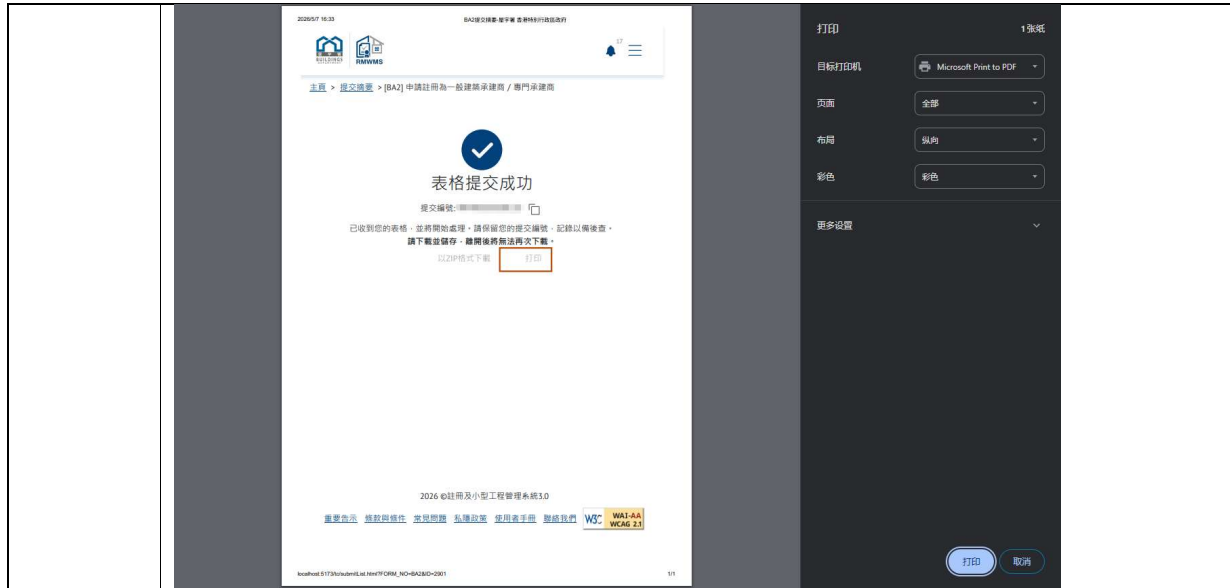 2026/5/7 16:33
BA2提交摘要-屋宇署 香港特別行政區政府
屋宇署
BUILDINGS
DEPARTMENT
RMWMS
17
主頁 > 提交摘要 > [BA2] 申請註冊為一般建築承建商 / 專門承建商
表格提交成功
提交編號:
已收到您的表格，並將開始處理。請保留您的提交編號、記錄以備後查。
請下載並儲存，離開後將無法再次下載。
以ZIP格式下載 打印
2026 ©註冊及小型工程管理系統3.0
重要告示 條款與條件 常見問題 私隱政策 使用者手冊 聯絡我們 W3C WAI-AA
WCAG 2.1
localhost:5173/tc/submitList.html?FORM_NO=BA2&ID=2901
1/1
打印 1张纸
目标打印机 Microsoft Print to PDF
页面 全部
布局 纵向
彩色 彩色
更多设置
打印 取消